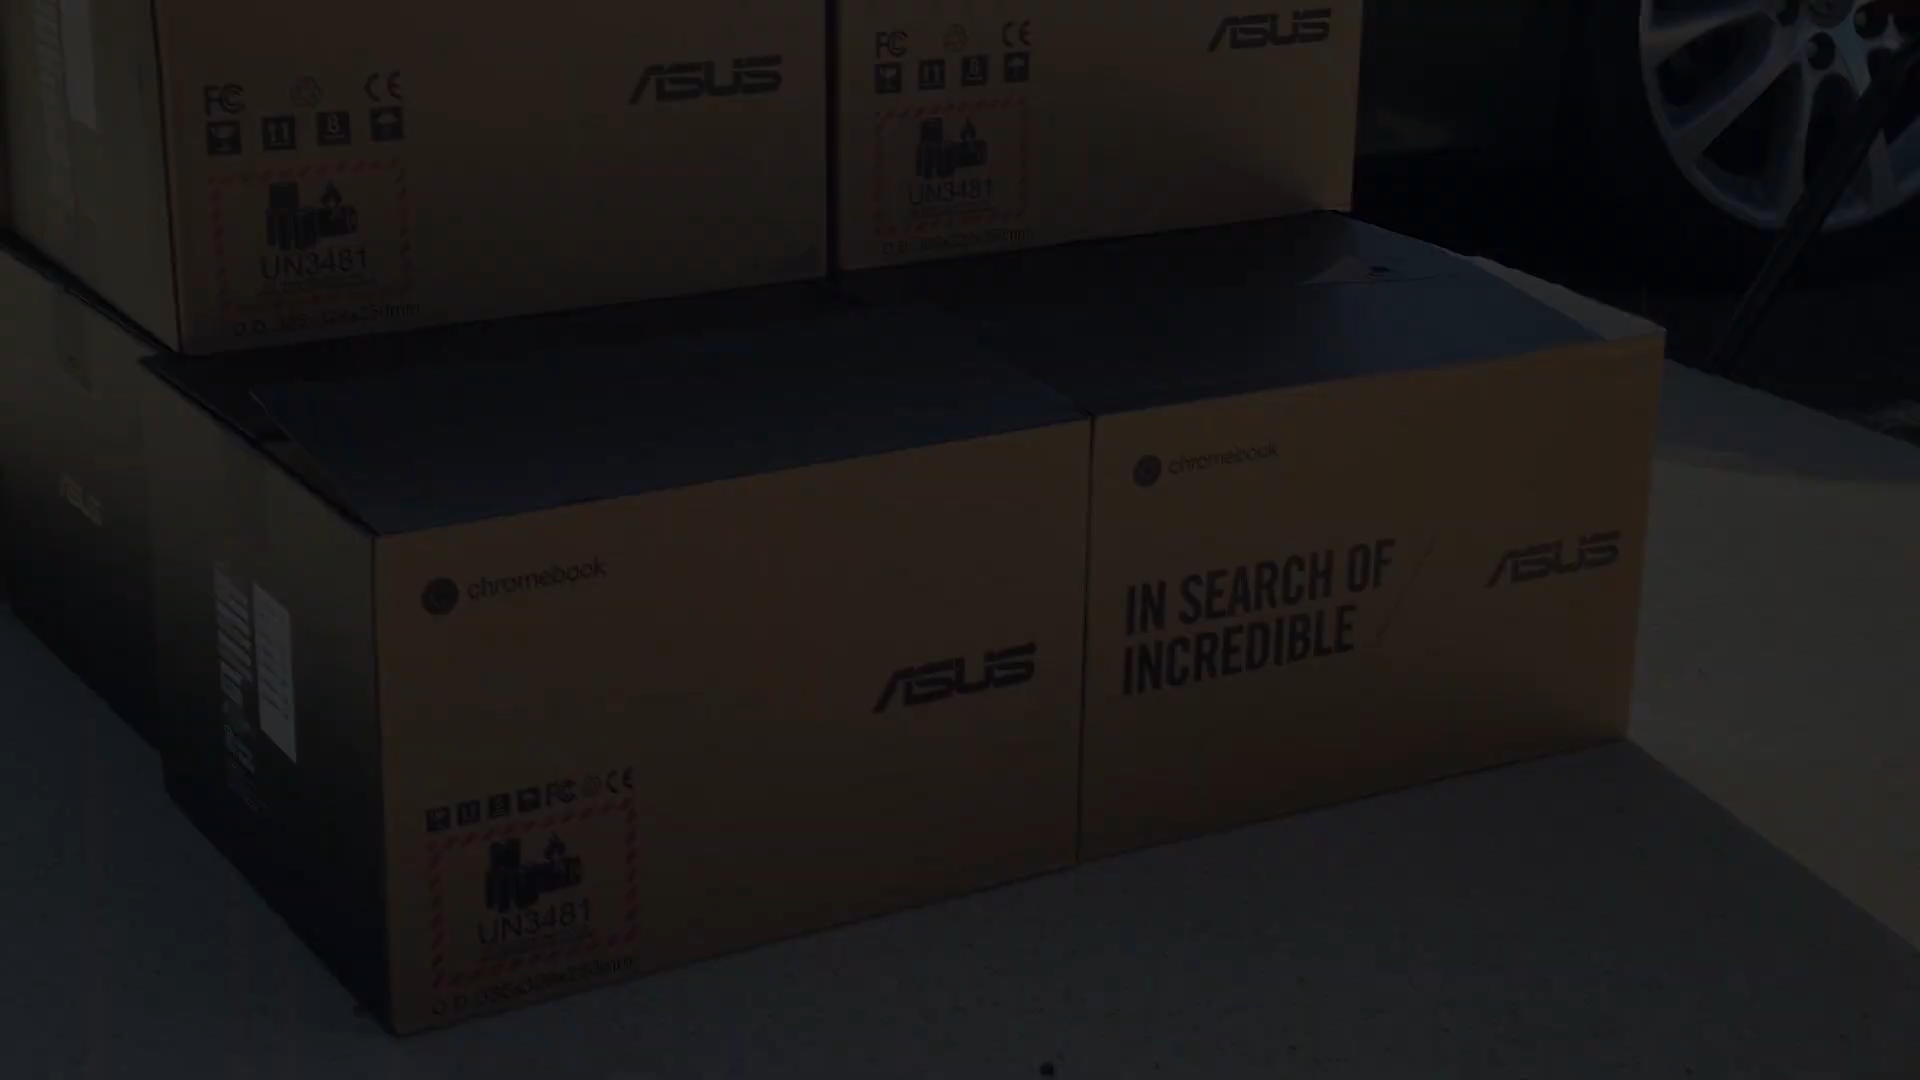 FC CE
ASUS
UN3481
FC CE
ASUS
UN3481
ASUS
chromebook
ASUS
FC CE
UN3481
chromebook
IN SEARCH OF
INCREDIBLE
ASUS